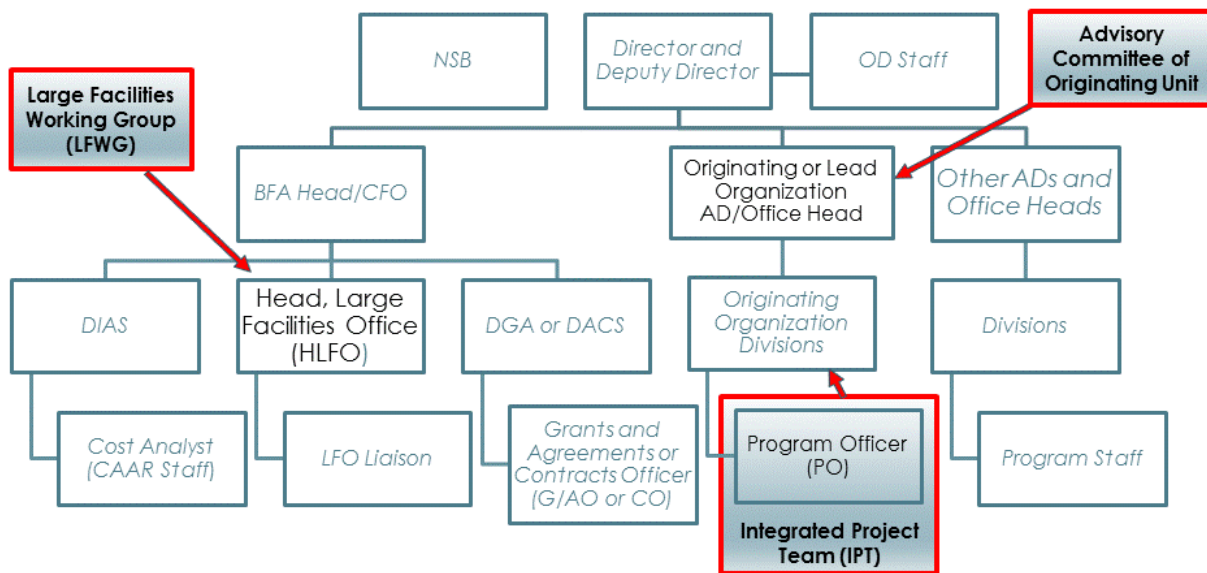 NSB
Director and
Deputy Director
OD Staff
Advisory
Committee of
Originating Unit
Large Facilities
Working Group
(LFWG)
BFA Head/CFO
Originating or Lead
Organization
AD/Office Head
Other ADs and
Office Heads
DIAS
Head, Large
Facilities Office
(HLFO)
DGA or DACS
Originating
Organization
Divisions
Divisions
Cost Analyst
(CAAR Staff)
LFO Liaison
Grants and
Agreements or
Contracts Officer
(G/AO or CO)
Program Officer
(PO)
Integrated Project
Team (IPT)
Program Staff